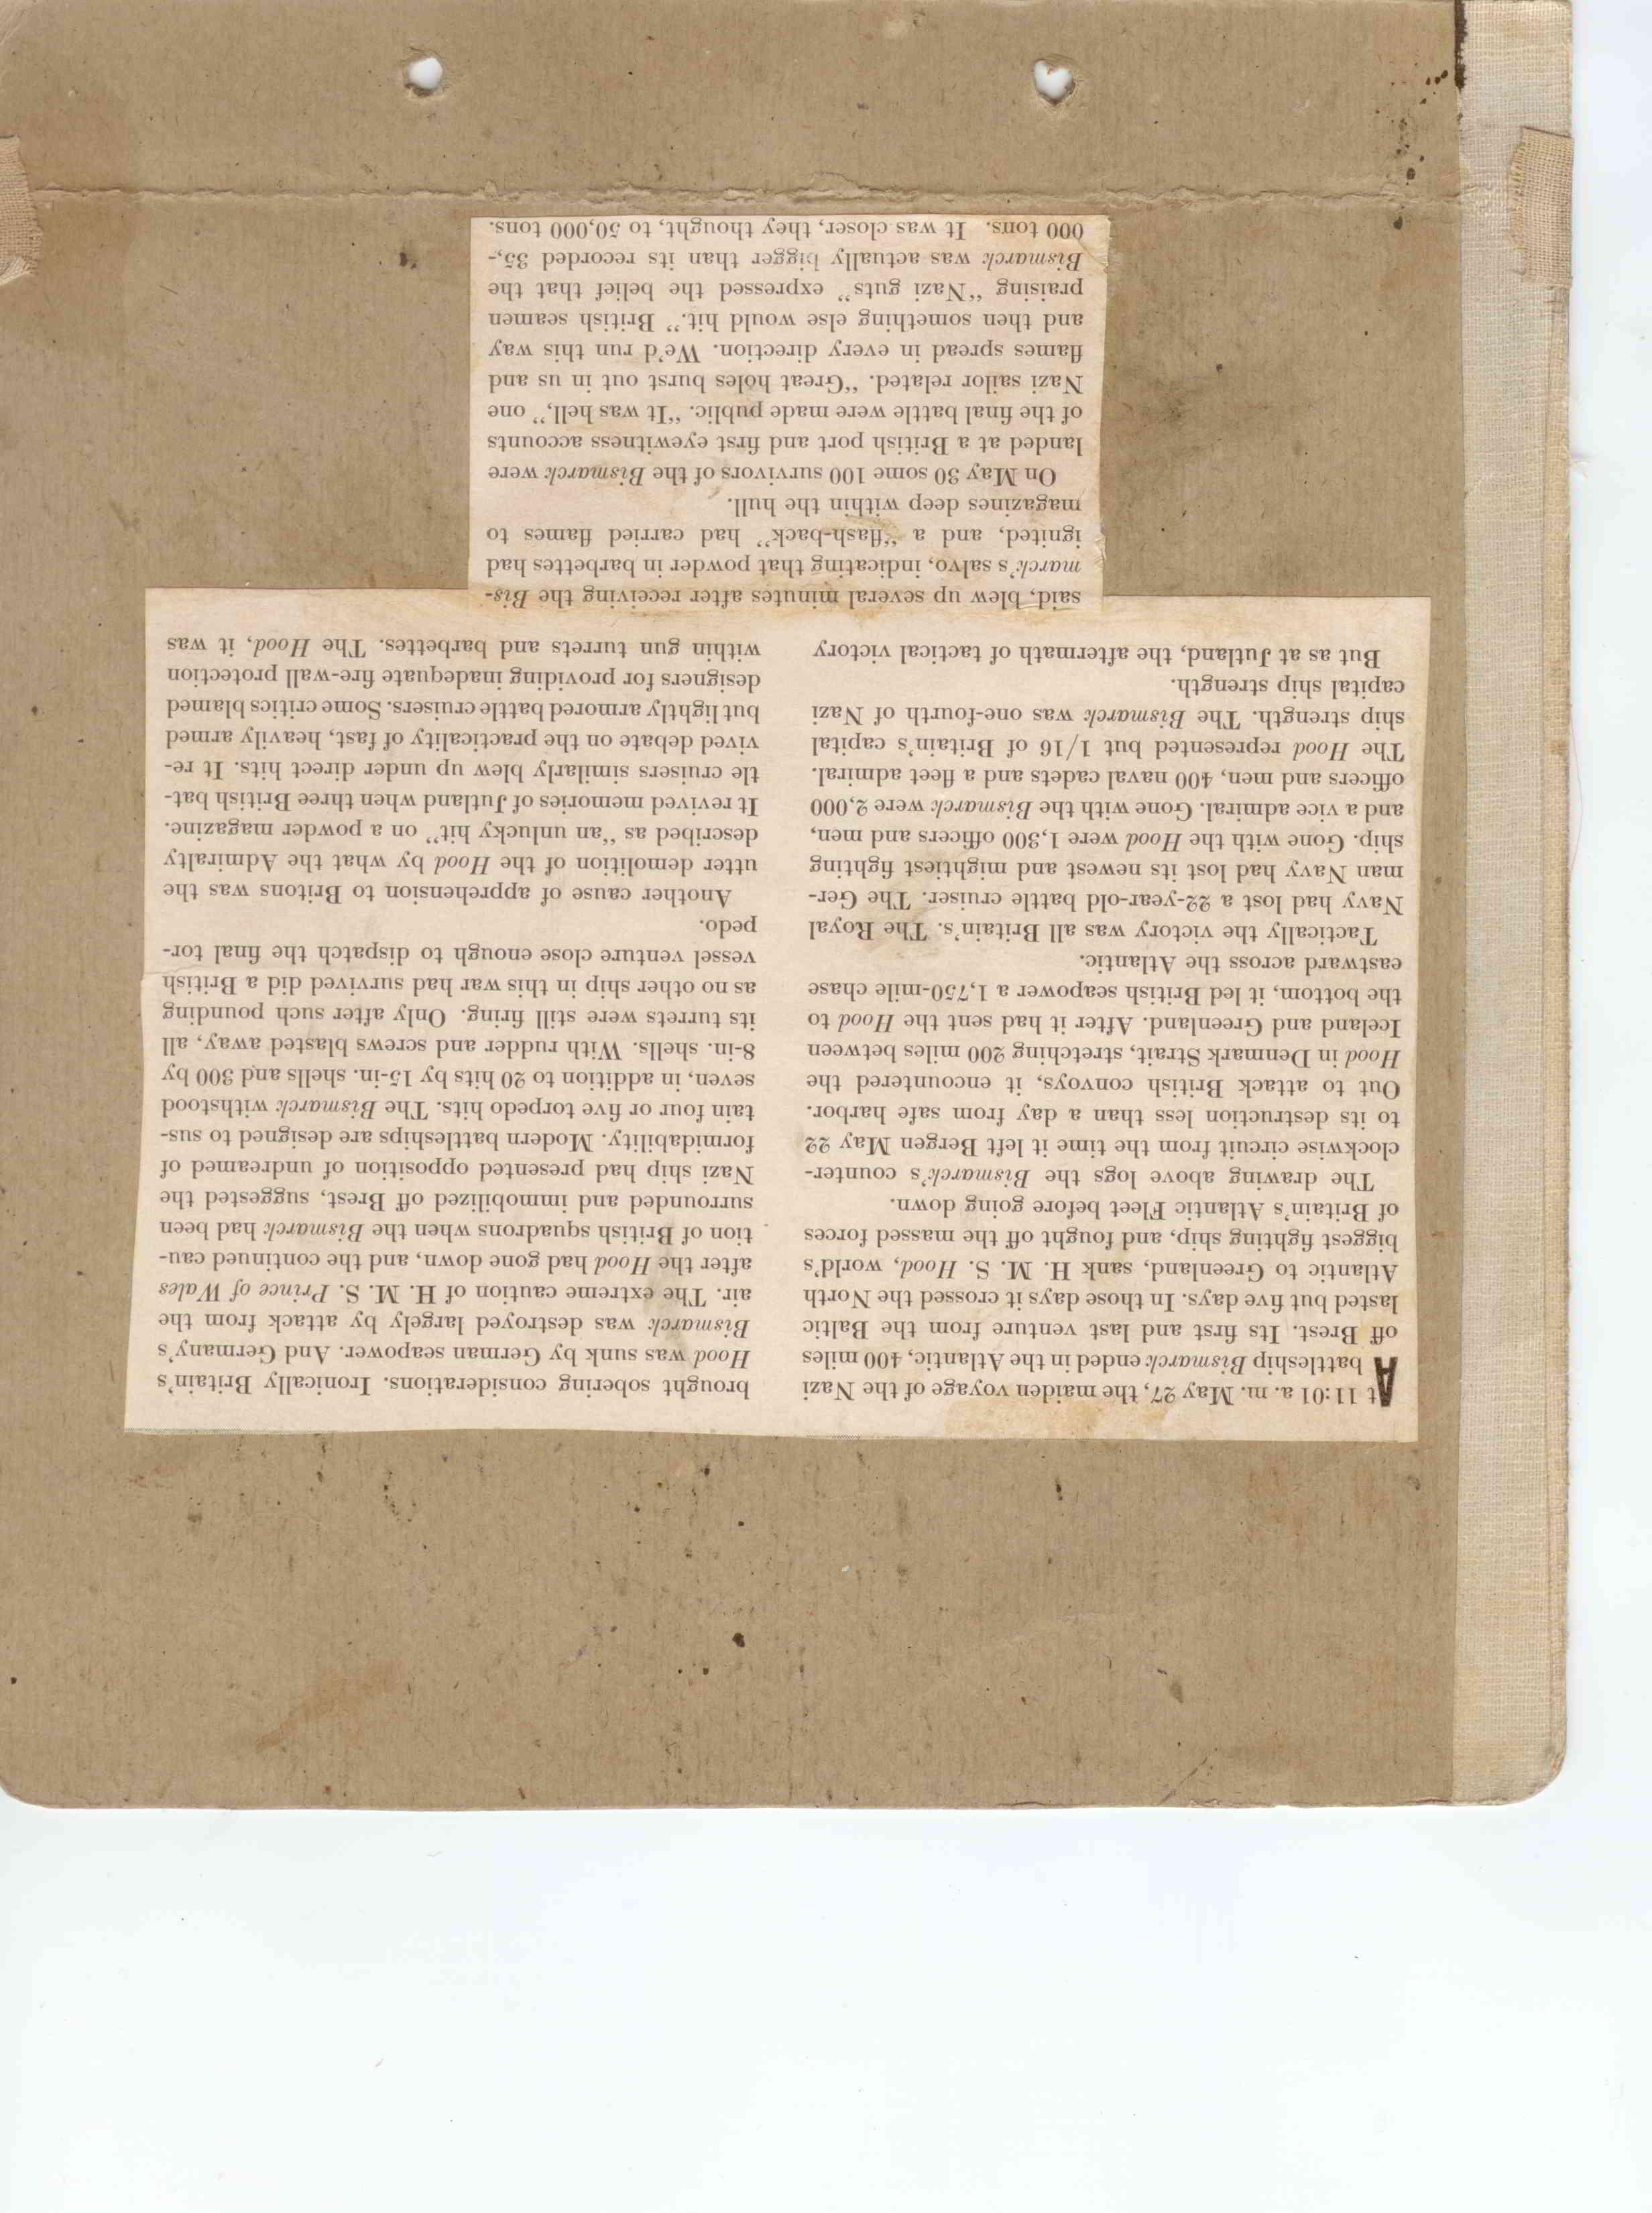 At 11:01 a. m. May 27, the maiden voyage of the Nazi
battleship Bismarck ended in the Atlantic, 400 miles
off Brest. Its first and last venture from the Baltic
lasted but five days. In those days it crossed the North
Atlantic to Greenland, sank H. M. S. Hood, world's
biggest fighting ship, and fought off the massed forces
of Britain's Atlantic Fleet before going down.
The drawing above logs the Bismarck's counter-
clockwise circuit from the time it left Bergen May 22
to its destruction less than a day from safe harbor.
Out to attack British convoys, it encountered the
Hood in Denmark Strait, stretching 200 miles between
Iceland and Greenland. After it had sent the Hood to
the bottom, it led British seapower a 1,750-mile chase
eastward across the Atlantic.
Tactically the victory was all Britain's. The Royal
Navy had lost a 22-year-old battle cruiser. The Ger-
man Navy had lost its newest and mightiest fighting
ship. Gone with the Hood were 1,300 officers and men,
and a vice admiral. Gone with the Bismarck were 2,000
officers and men, 400 naval cadets and a fleet admiral.
The Hood represented but 1/16 of Britain's capital
ship strength. The Bismarck was one-fourth of Nazi
capital ship strength.
But as at Jutland, the aftermath of tactical victory
brought sobering considerations. Ironically Britain's
Hood was sunk by German seapower. And Germany's
Bismarck was destroyed largely by attack from the
air. The extreme caution of H. M. S. Prince of Wales
after the Hood had gone down, and the continued cau-
tion of British squadrons when the Bismarck had been
surrounded and immobilized off Brest, suggested the
Nazi ship had presented opposition of undreamed of
formidability. Modern battleships are designed to sus-
tain four or five torpedo hits. The Bismarck withstood
seven, in addition to 20 hits by 15-in. shells and 300 by
8-in. shells. With rudder and screws blasted away, all
its turrets were still firing. Only after such pounding
as no other ship in this war had survived did a British
vessel venture close enough to dispatch the final tor-
pedo.
Another cause of apprehension to Britons was the
utter demolition of the Hood by what the Admiralty
described as "an unlucky hit" on a powder magazine.
It revived memories of Jutland when three British bat-
tle cruisers similarly blew up under direct hits. It re-
vived debate on the practicality of fast, heavily armed
but lightly armored battle cruisers. Some critics blamed
designers for providing inadequate fire-wall protection
within gun turrets and barbettes. The Hood, it was
said, blew up several minutes after receiving the Bis-
marck's salvo, indicating that powder in barbettes had
ignited, and a "flash-back" had carried flames to
magazines deep within the hull.
On May 30 some 100 survivors of the Bismarck were
landed at a British port and first eyewitness accounts
of the final battle were made public. "It was hell," one
Nazi sailor related. "Great holes burst out in us and
flames spread in every direction. We'd run this way
and then something else would hit." British seamen
praising "Nazi guts" expressed the belief that the
Bismarck was actually bigger than its recorded 35,-
000 tons. It was closer, they thought, to 50,000 tons.